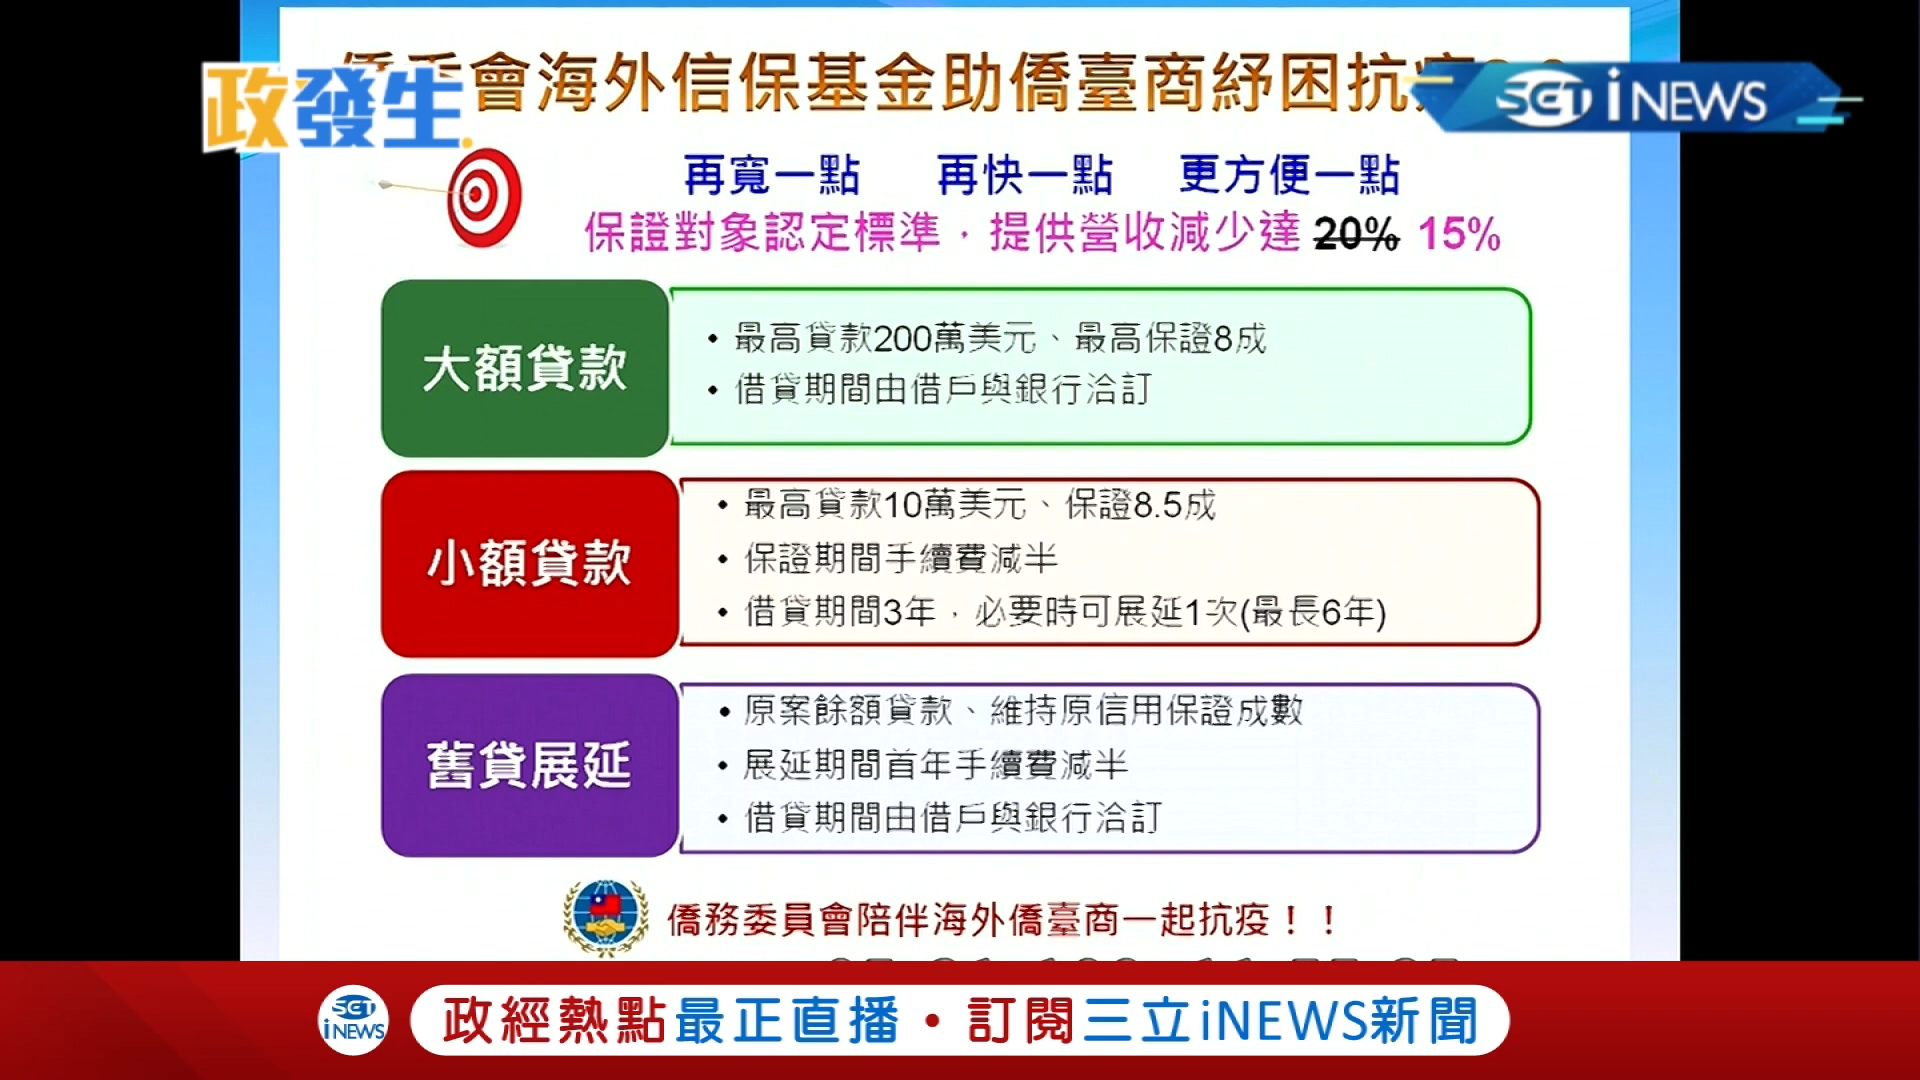 會海外信保基金助僑臺商紓困抗
政發生
SET iNEWS
再寬一點 再快一點 更方便一點
保證對象認定標準，提供營收減少達 20% 15%
大額貸款
• 最高貸款200萬美元、最高保證8成
• 借貸期間由借戶與銀行洽訂
小額貸款
• 最高貸款10萬美元、保證8.5成
• 保證期間手續費減半
• 借貸期間3年，必要時可展延1次(最長6年)
舊貸展延
• 原案餘額貸款、維持原信用保證成數
• 展延期間首年手續費減半
• 借貸期間由借戶與銀行洽訂
僑務委員會陪伴海外僑臺商一起抗疫！！
SET iNEWS
政經熱點最正直播・訂閱三立iNEWS新聞